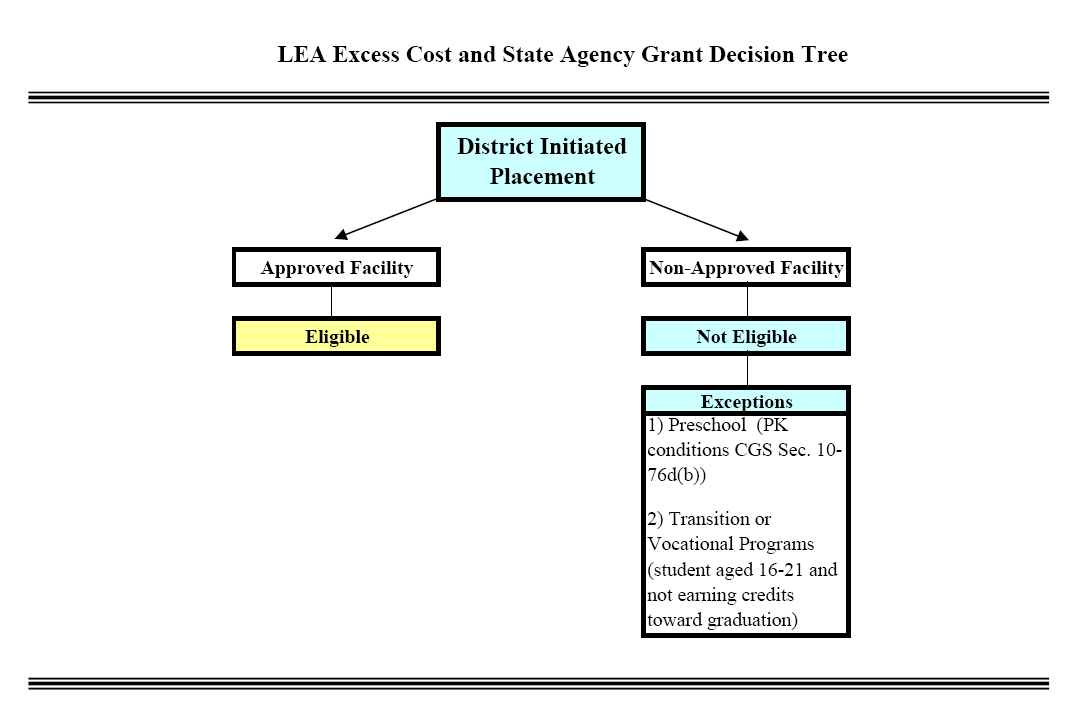 LEA Excess Cost and State Agency Grant Decision Tree
District Initiated
Placement
Approved Facility
Eligible
Non-Approved Facility
Not Eligible
Exceptions
1) Preschool  (PK
conditions CGS Sec. 10-
76d(b))
2) Transition or
Vocational Programs
(student aged 16-21 and
not earning credits
toward graduation)